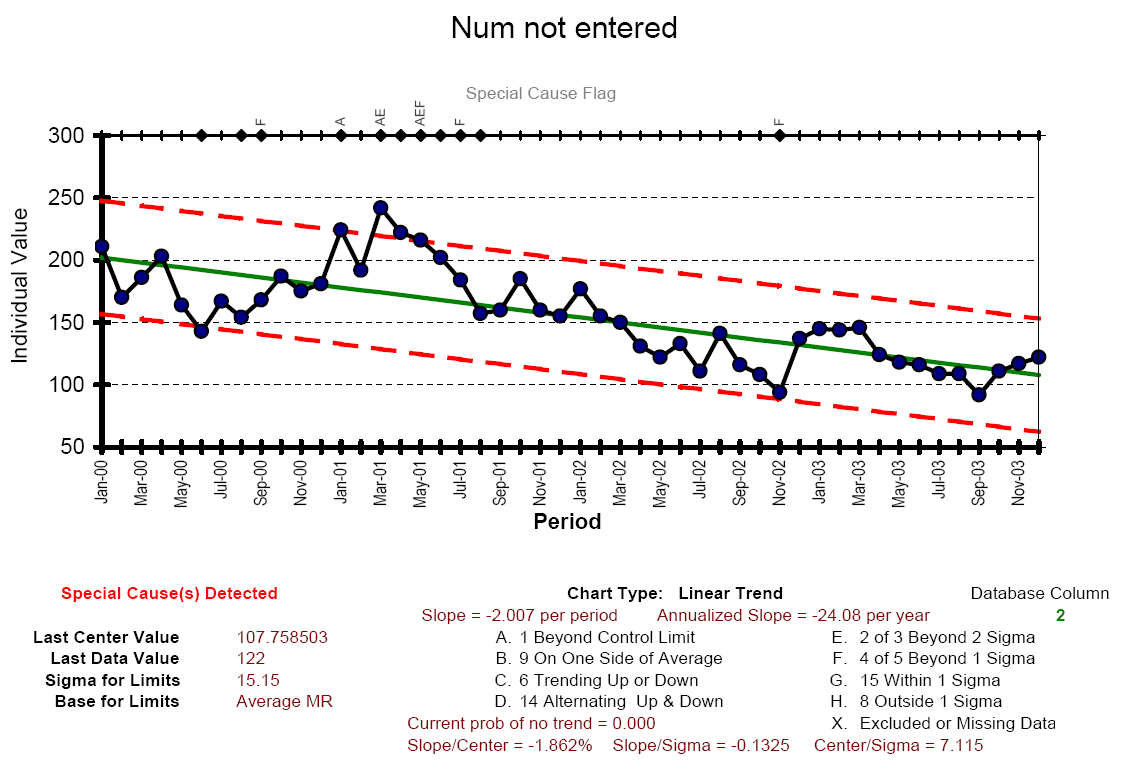 Num not entered
Special Cause Flag
F A AE AEF F F
300
250
200
150
100
50
Individual Value
Jan-00 Mar-00 May-00 Jul-00 Sep-00 Nov-00 Jan-01 Mar-01 May-01 Jul-01 Sep-01 Nov-01 Jan-02 Mar-02 May-02 Jul-02 Sep-02 Nov-02 Jan-03 Mar-03 May-03 Jul-03 Sep-03 Nov-03
Period
Special Cause(s) Detected Chart Type: Linear Trend Database Column
Slope = -2.007 per period Annualized Slope = -24.08 per year 2
Last Center Value 107.758503 A. 1 Beyond Control Limit E. 2 of 3 Beyond 2 Sigma
Last Data Value 122 B. 9 On One Side of Average F. 4 of 5 Beyond 1 Sigma
Sigma for Limits 15.15 C. 6 Trending Up or Down G. 15 Within 1 Sigma
Base for Limits Average MR D. 14 Alternating Up & Down H. 8 Outside 1 Sigma
Current prob of no trend = 0.000 X. Excluded or Missing Data
Slope/Center = -1.862% Slope/Sigma = -0.1325 Center/Sigma = 7.115